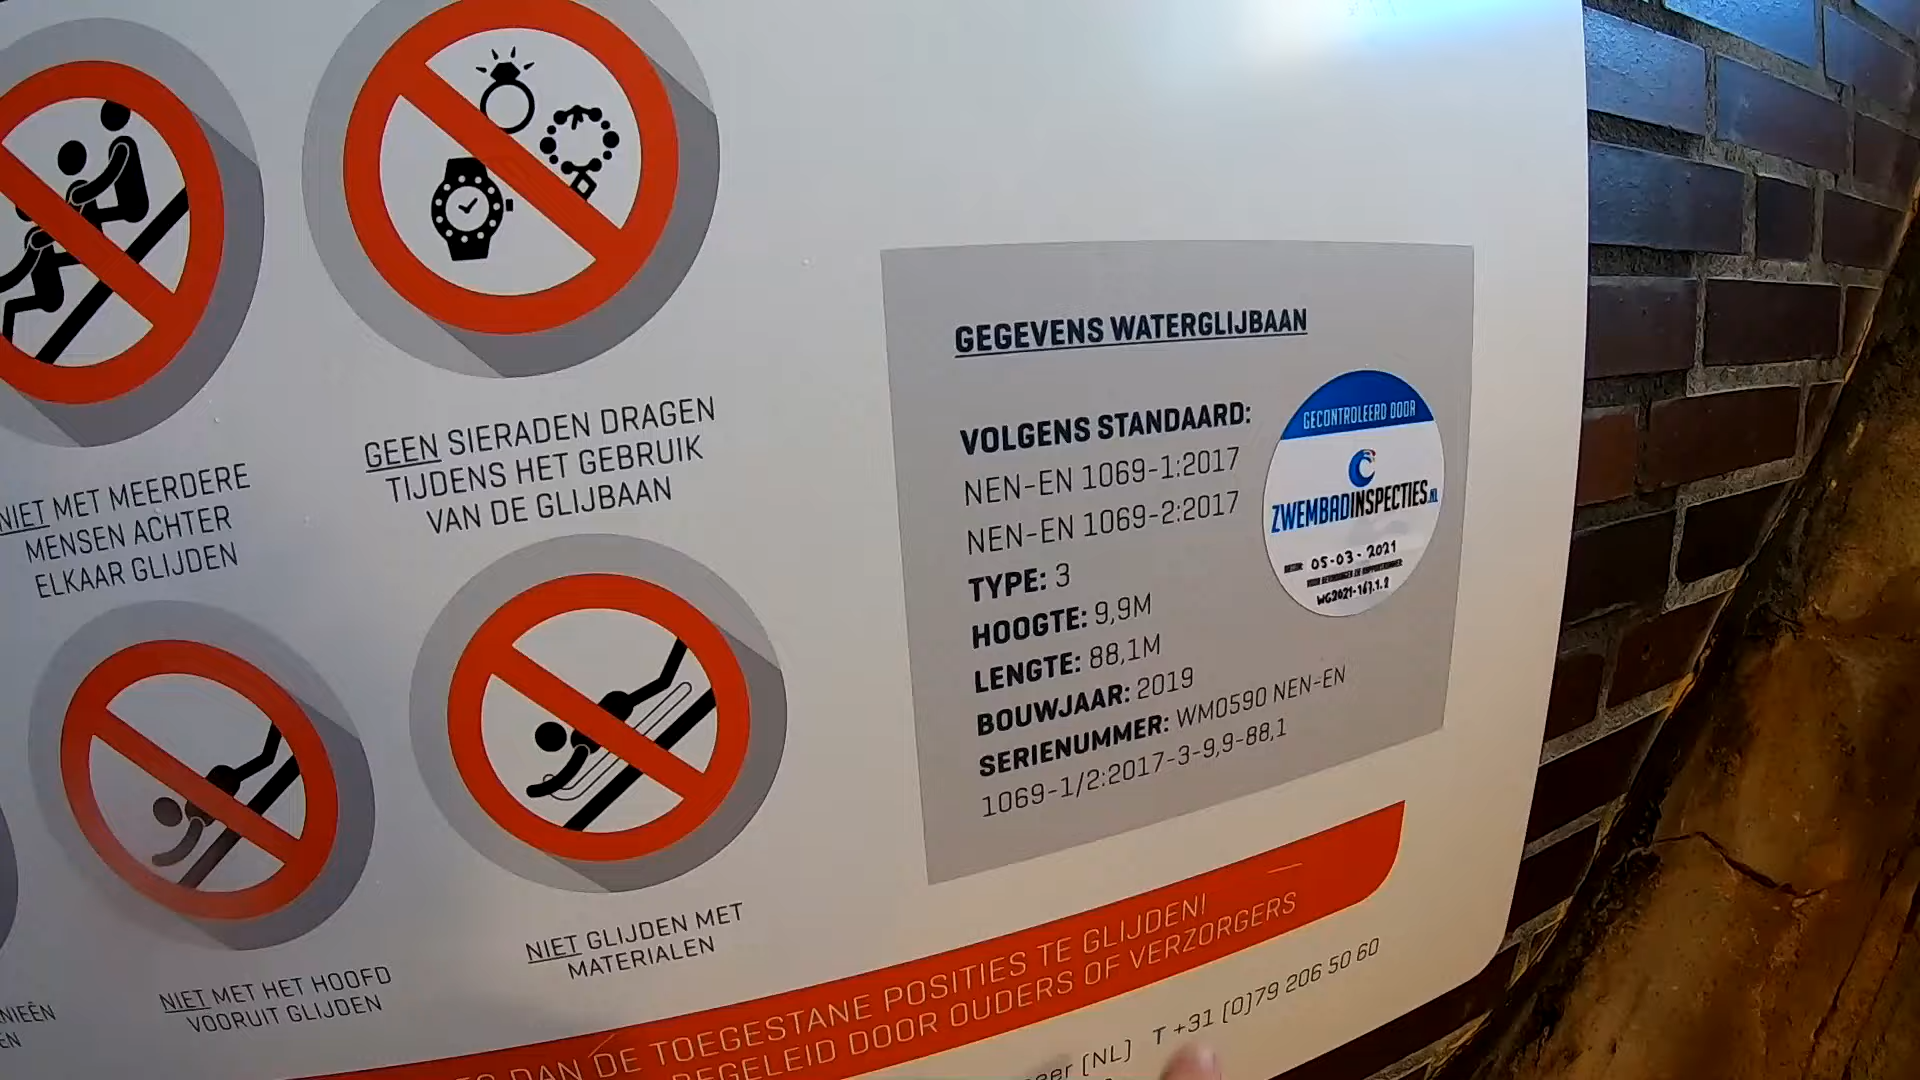 NIET MET MEERDERE
MENSEN ACHTER
ELKAAR GLIJDEN
GEEN SIERADEN DRAGEN
TIJDENS HET GEBRUIK
VAN DE GLIJBAAN
NIET MET HET HOOFD
VOORUIT GLIJDEN
NIET GLIJDEN MET
MATERIALEN
GEGEVENS WATERGLIJBAAN
VOLGENS STANDAARD:
NEN-EN 1069-1:2017
NEN-EN 1069-2:2017
TYPE: 3
HOOGTE: 9,9M
LENGTE: 88,1M
BOUWJAAR: 2019
SERIENUMMER: WM0590 NEN-EN
1069-1/2:2017-3-9,9-88,1
GECONTROLEERD DOOR
ZWEMBADINSPECTIES.NL
05-03-2021
WG2021-167.1.2
DAN DE TOEGESTANE POSITIES TE GLIJDEN!
BEGELEID DOOR OUDERS OF VERZORGERS
[NL] T +31 [0]79 206 50 60